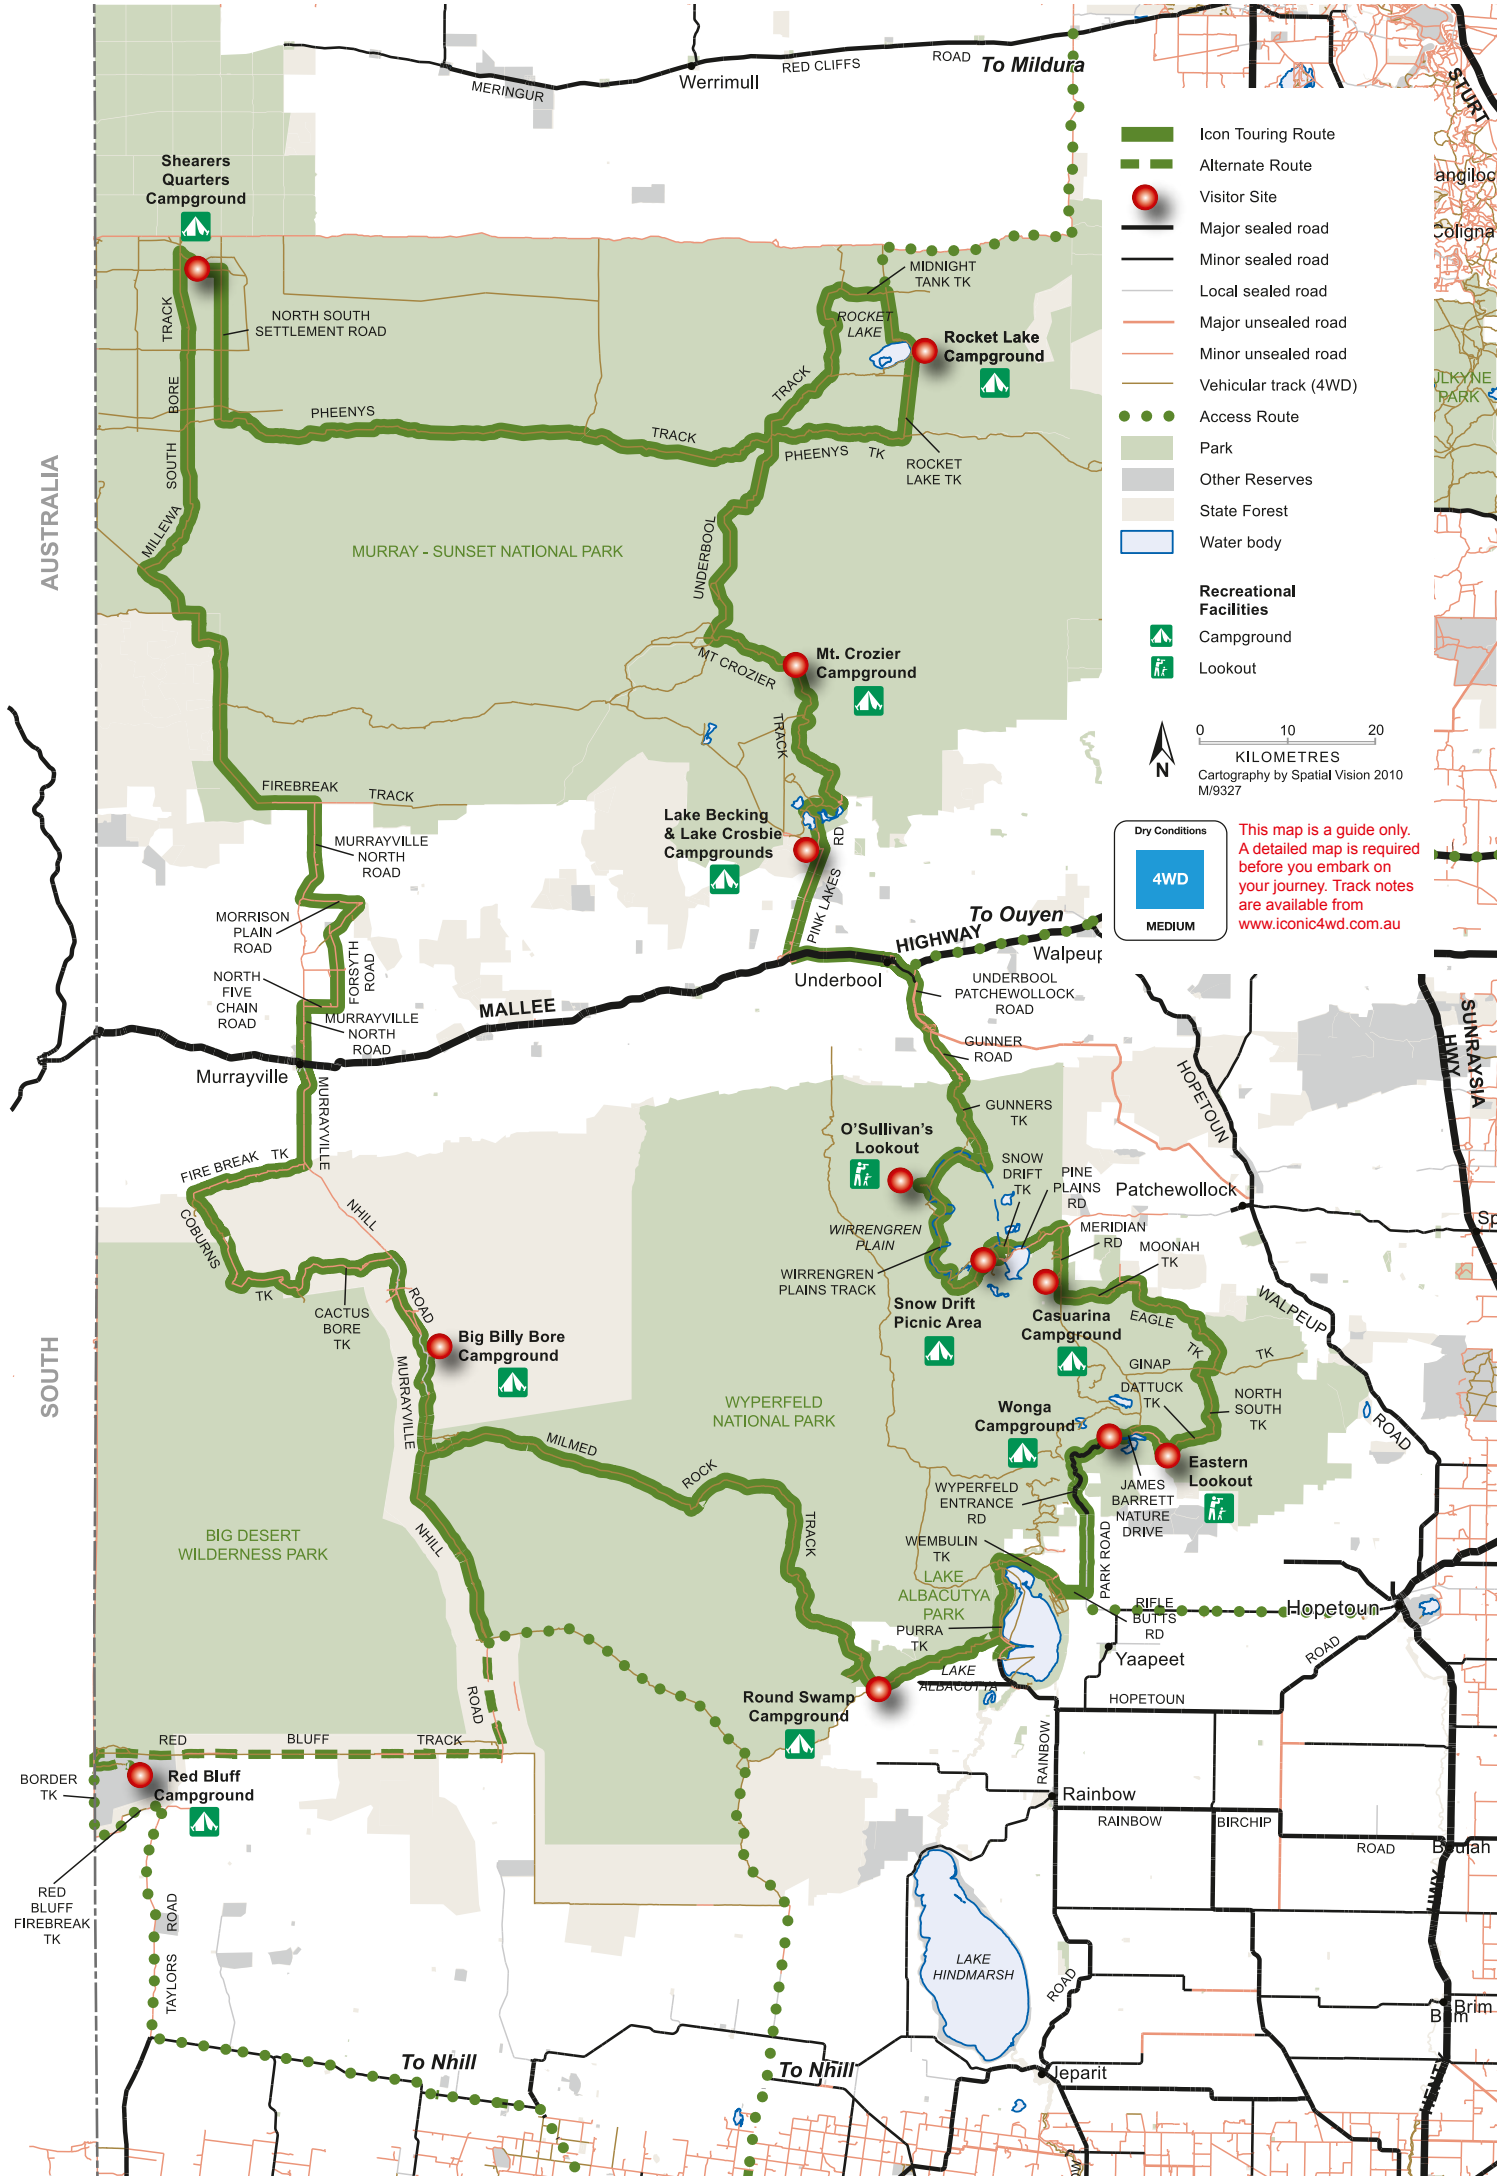 MERINGUR
Werrimull
RED CLIFFS
ROAD
To Mildura
STURT
Shearers
Quarters
Campground
TRACK
BORE
SOUTH
MILLEWA
NORTH SOUTH
SETTLEMENT ROAD
PHEENYS
TRACK
MIDNIGHT
TANK TK
ROCKET
LAKE
Rocket Lake
Campground
TRACK
PHEENYS TK
ROCKET
LAKE TK
UNDERBOOL
MURRAY - SUNSET NATIONAL PARK
AUSTRALIA
MT CROZIER
Mt. Crozier
Campground
TRACK
FIREBREAK
TRACK
MURRAYVILLE
NORTH
ROAD
Lake Becking
& Lake Crosbie
Campgrounds
RD
PINK LAKES
MORRISON
PLAIN
ROAD
FORSYTH
ROAD
NORTH
FIVE
CHAIN
ROAD
MURRAYVILLE
NORTH
ROAD
MALLEE
HIGHWAY
To Ouyen
Walpeup
Underbool
UNDERBOOL
PATCHEWOLLOCK
ROAD
Murrayville
GUNNER
ROAD
GUNNERS
TK
Icon Touring Route
Alternate Route
Visitor Site
Major sealed road
Minor sealed road
Local sealed road
Major unsealed road
Minor unsealed road
Vehicular track (4WD)
Access Route
Park
Other Reserves
State Forest
Water body
Recreational
Facilities
Campground
Lookout
N
0 10 20
KILOMETRES
Cartography by Spatial Vision 2010
M/9327
Dry Conditions
4WD
MEDIUM
This map is a guide only.
A detailed map is required
before you embark on
your journey. Track notes
are available from
www.iconic4wd.com.au
angiloc
Coligna
ULKYNE
PARK
SUNRAYSIA
HWY
HOPETOUN
MURRAYVILLE
FIRE BREAK TK
COBURNS
TK
NHILL
ROAD
CACTUS
BORE
TK
Big Billy Bore
Campground
MURRAYVILLE
O'Sullivan's
Lookout
SNOW
DRIFT
TK
PINE
PLAINS
RD
Patchewollock
Sp
WIRRENGREN
PLAIN
MERIDIAN
RD
MOONAH
TK
WIRRENGREN
PLAINS TRACK
Snow Drift
Picnic Area
Casuarina
Campground
EAGLE
TK
WALPEUP
ROAD
GINAP
TK
DATTUCK
TK
NORTH
SOUTH
TK
SOUTH
WYPERFELD
NATIONAL PARK
Wonga
Campground
MILMED
ROCK
TRACK
Eastern
Lookout
WYPERFELD
ENTRANCE
RD
JAMES
BARRETT
NATURE
DRIVE
BIG DESERT
WILDERNESS PARK
NHILL
ROAD
WEMBULIN
TK
PARK ROAD
LAKE
ALBACUTYA
PARK
PURRA
TK
RIFLE
BUTTS
RD
Hopetoun
Yaapeet
LAKE
ALBACUTYA
ROAD
HOPETOUN
Round Swamp
Campground
RED
BLUFF
TRACK
BORDER
TK
Red Bluff
Campground
RAINBOW
Rainbow
RAINBOW
BIRCHIP
ROAD
Beulah
RED
BLUFF
FIREBREAK
TK
ROAD
TAYLORS
LAKE
HINDMARSH
ROAD
HWY
HENTY
Brim
Brim
To Nhill
To Nhill
Jeparit